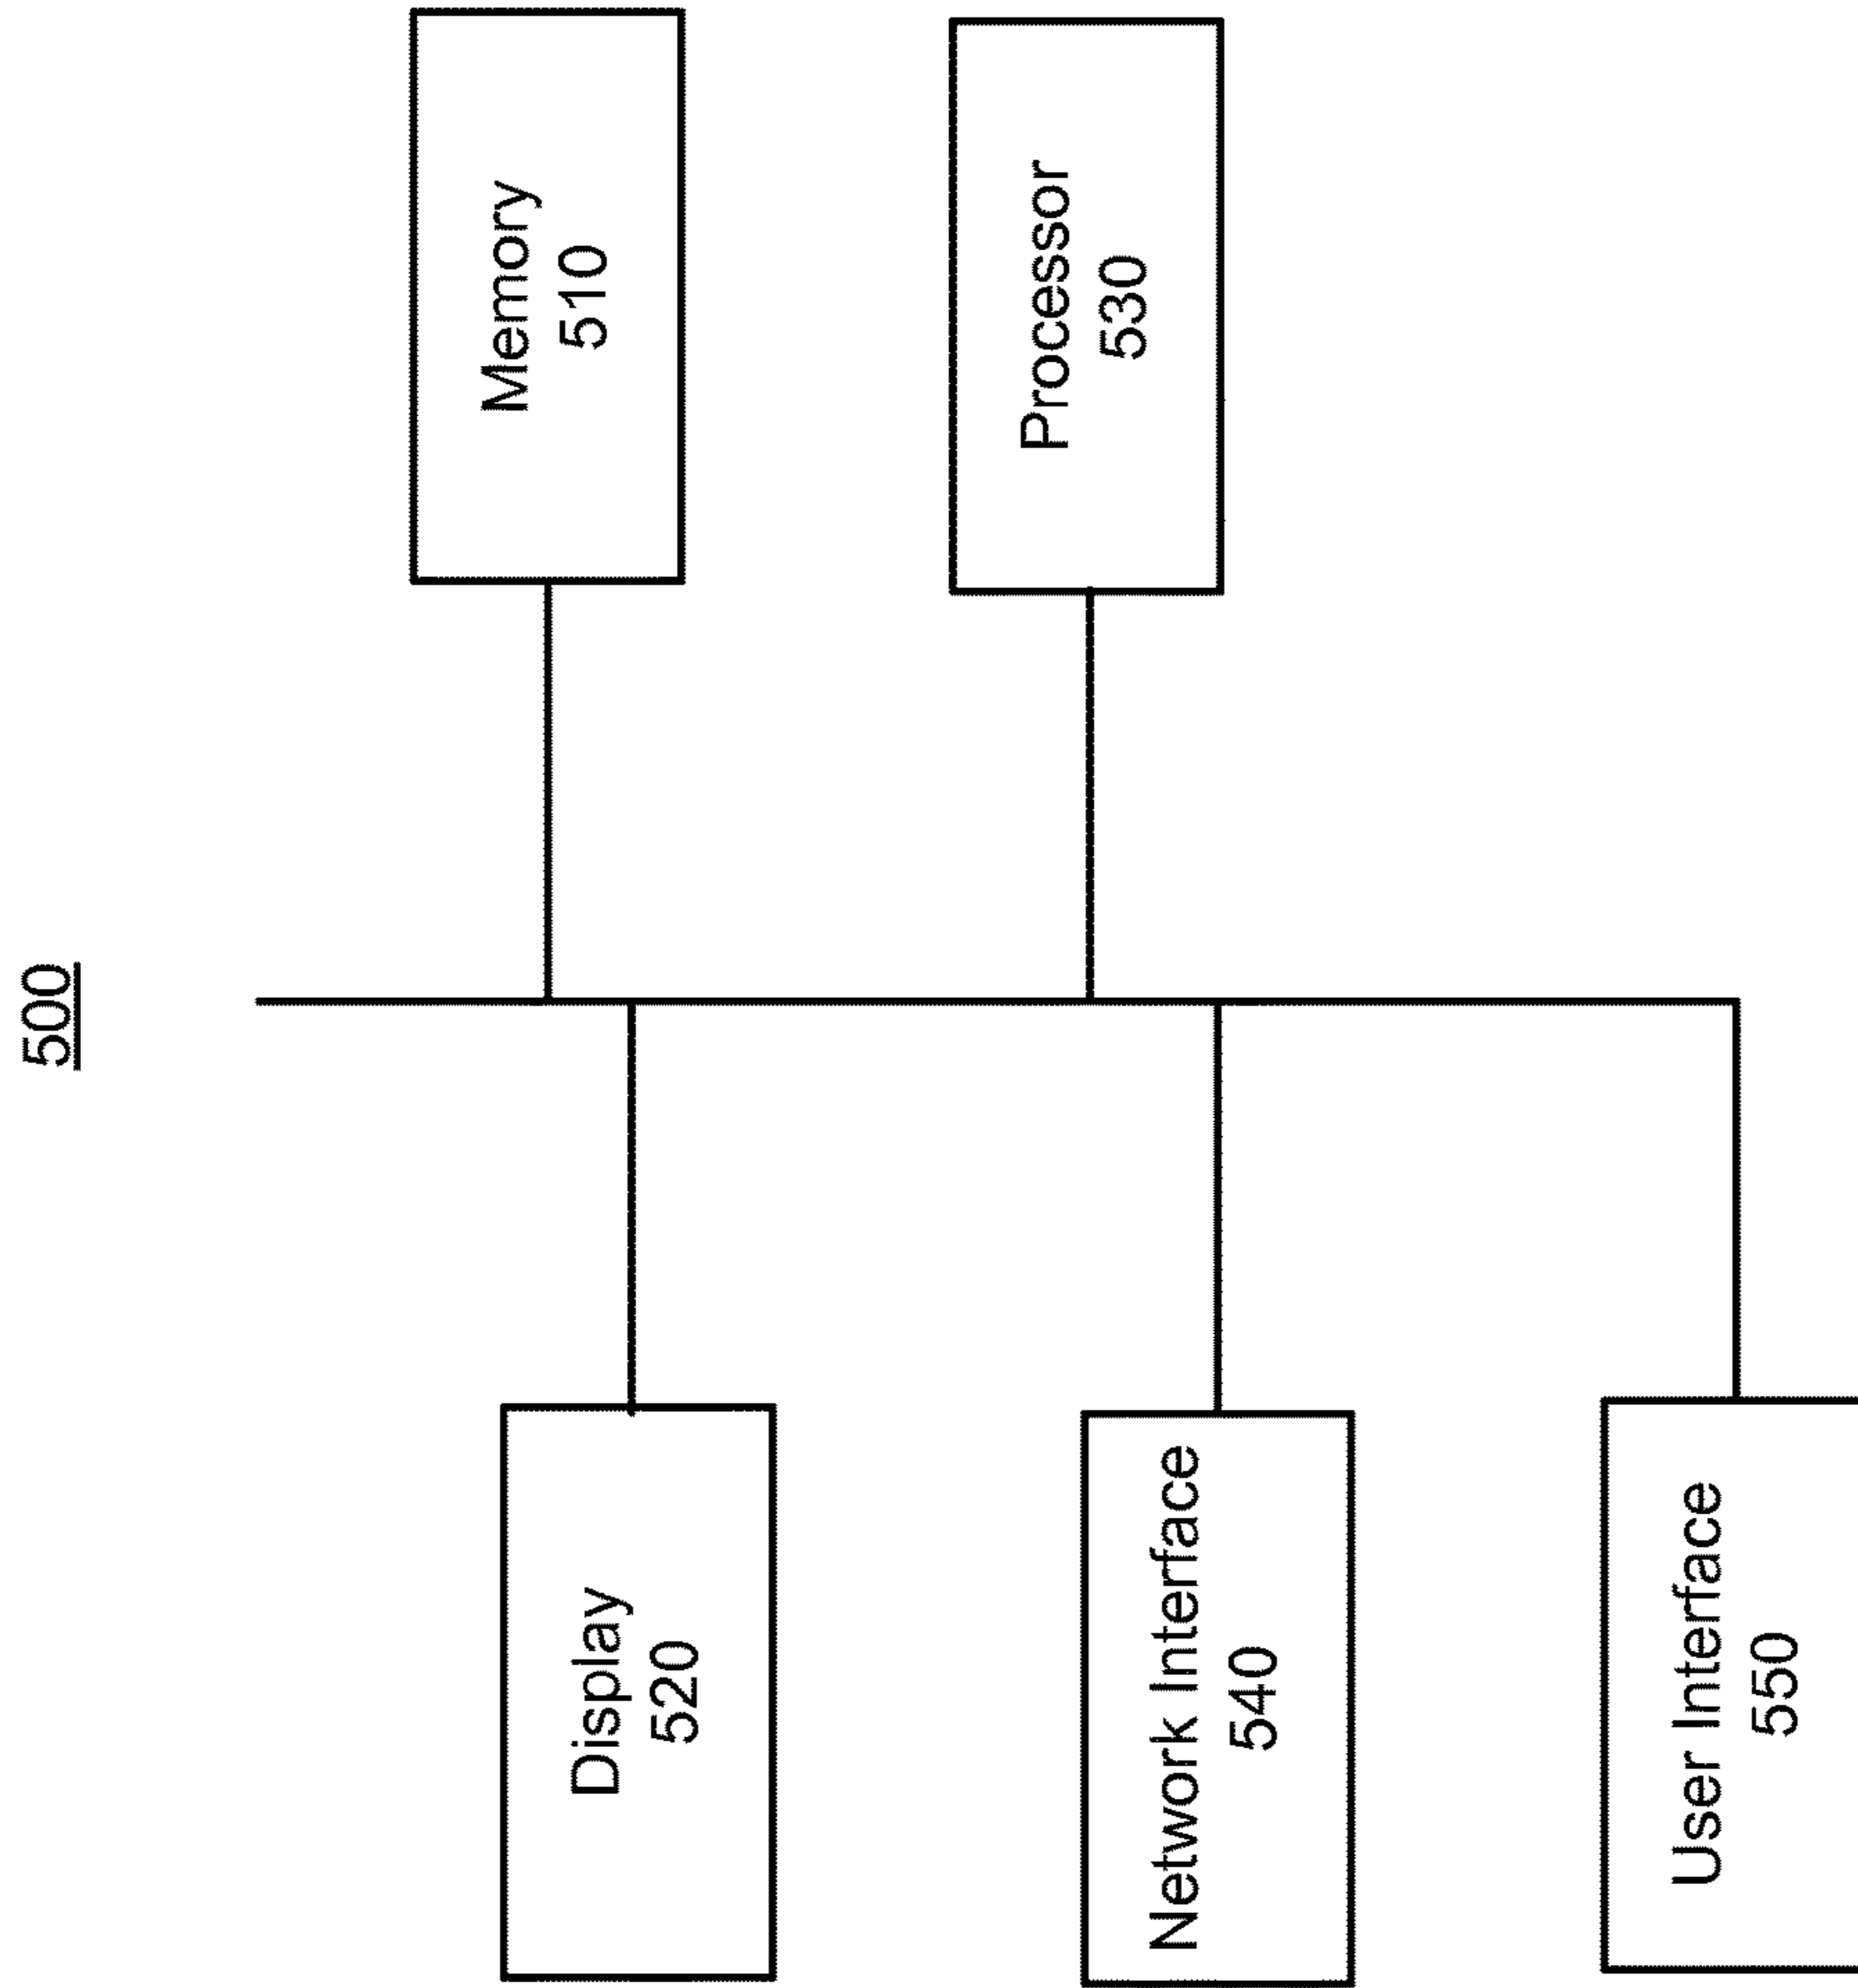 500
Memory
510
Processor
530
Display
520
Network Interface
540
User Interface
550